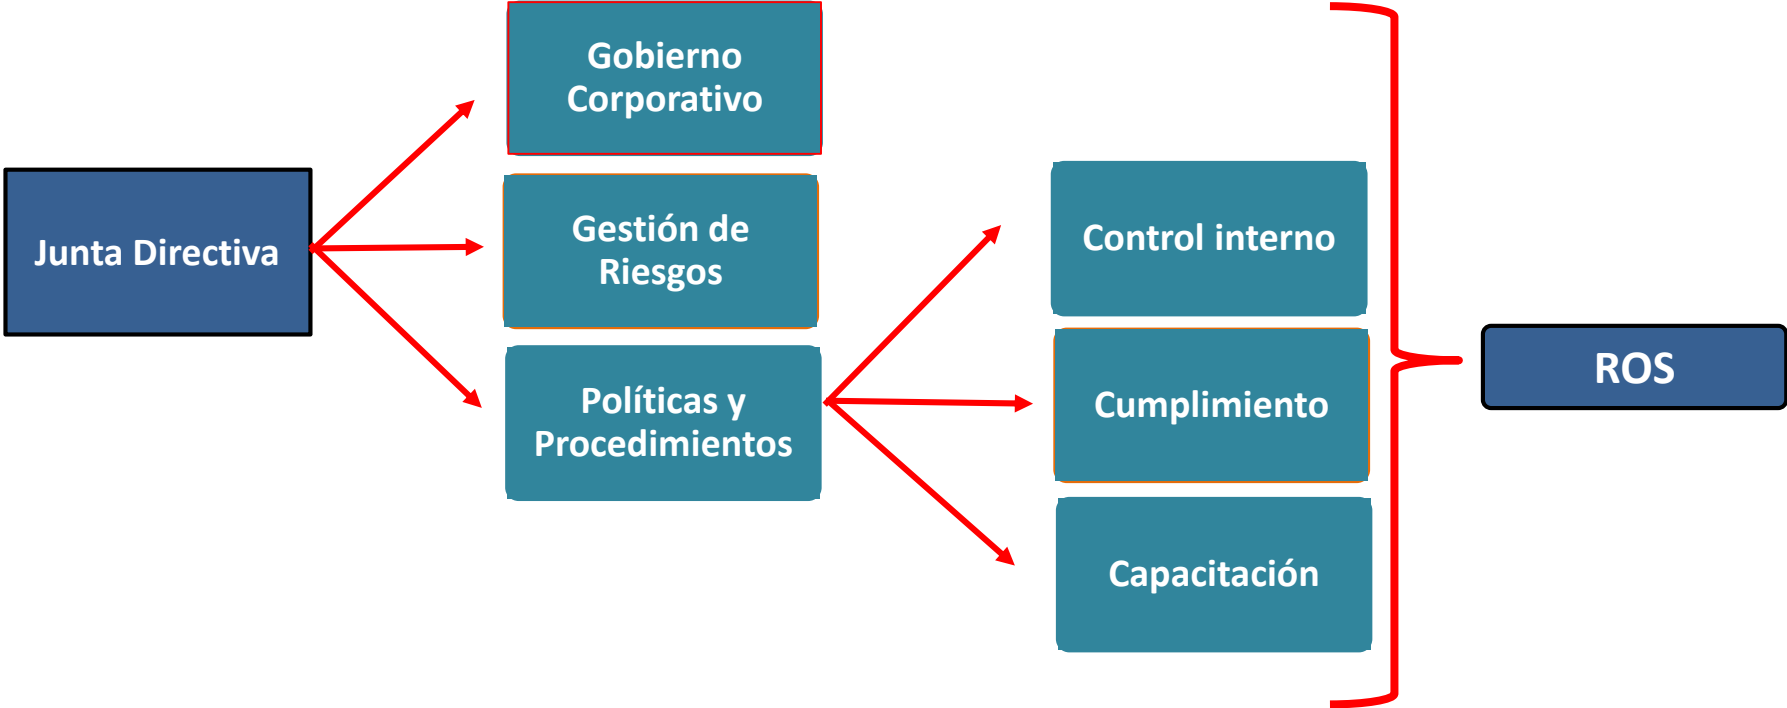 Gobierno
Corporativo
Junta Directiva
Gestión de
Riesgos
Políticas y
Procedimientos
Control interno
Cumplimiento
Capacitación
ROS